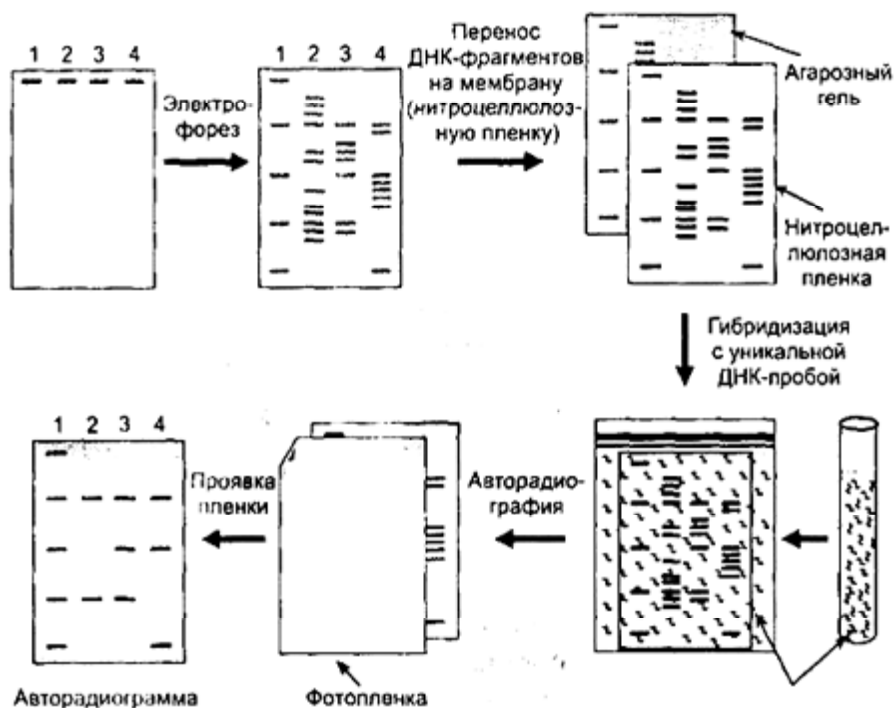 1 2 3 4
Электро-
форез
1 2 3 4
Перенос
ДНК-фрагментов
на мембрану
(нитроцеллюлоз-
ную пленку)
Агарозный
гель
Нитроцел-
люлозная
пленка
Гибридизация
с уникальной
ДНК-пробой
Авторадио-
графия
Фотопленка
Проявка
пленки
1 2 3 4
Авторадиограмма